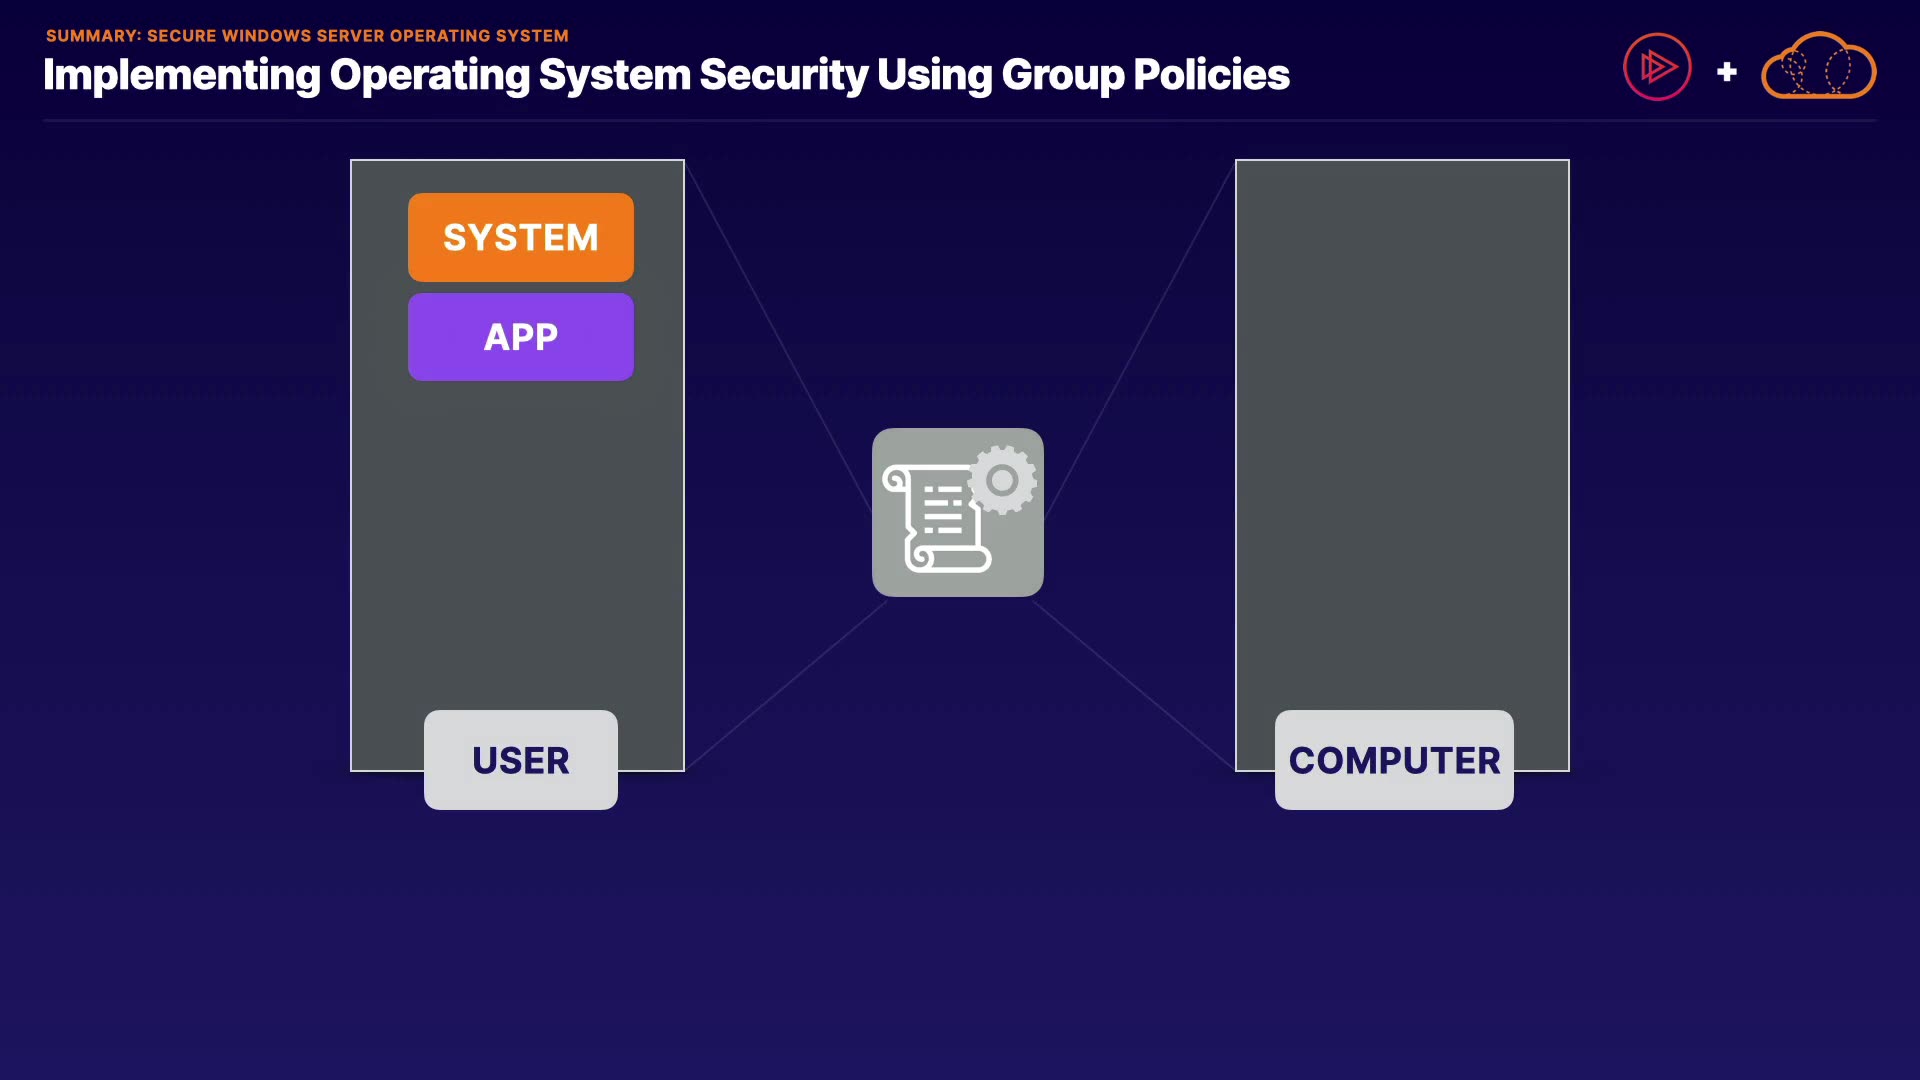 SUMMARY: SECURE WINDOWS SERVER OPERATING SYSTEM
Implementing Operating System Security Using Group Policies
SYSTEM
APP
USER
COMPUTER